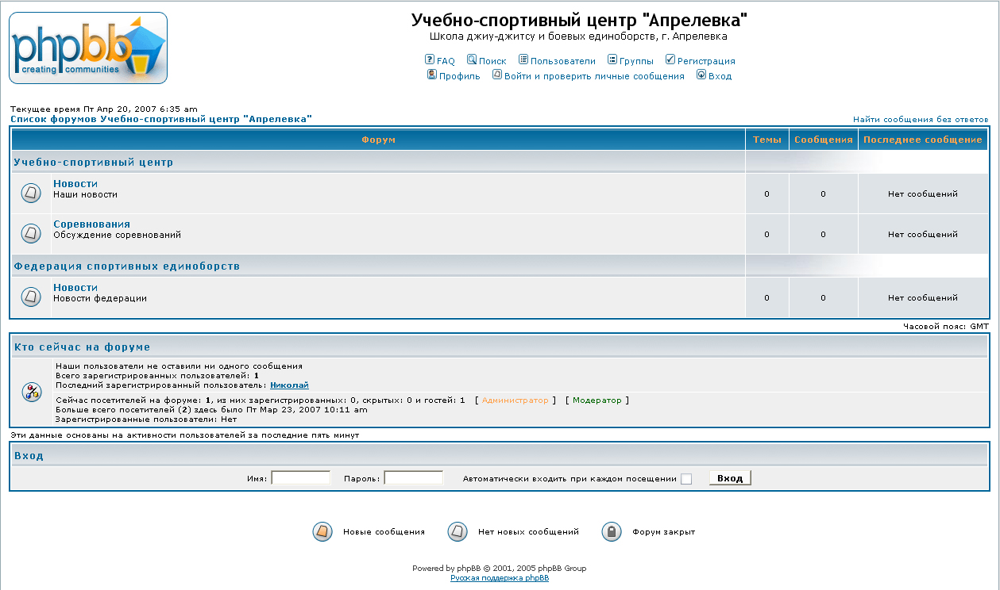 phpBB
creating communities
Учебно-спортивный центр "Апрелевка"
Школа джиу-джитсу и боевых единоборств, г. Апрелевка
FAQ Поиск Пользователи Группы Регистрация
Профиль Войти и проверить личные сообщения Вход
Текущее время Пт Апр 20, 2007 6:35 am
Список форумов Учебно-спортивный центр "Апрелевка"
Найти сообщения без ответов
Форум Темы Сообщения Последнее сообщение
Учебно-спортивный центр
Новости
Наши новости
0 0 Нет сообщений
Соревнования
Обсуждение соревнований
0 0 Нет сообщений
Федерация спортивных единоборств
Новости
Новости федерации
0 0 Нет сообщений
Часовой пояс: GMT
Кто сейчас на форуме
Наши пользователи не оставили ни одного сообщения
Всего зарегистрированных пользователей: 1
Последний зарегистрированный пользователь: Николай
Сейчас посетителей на форуме: 1, из них зарегистрированных: 0, скрытых: 0 и гостей: 1 [ Администратор ] [ Модератор ]
Больше всего посетителей (2) здесь было Пт Мар 23, 2007 10:11 am
Зарегистрированные пользователи: Нет
Эти данные основаны на активности пользователей за последние пять минут
Вход
Имя: Пароль: Автоматически входить при каждом посещении Вход
Новые сообщения Нет новых сообщений Форум закрыт
Powered by phpBB © 2001, 2005 phpBB Group
Русская поддержка phpBB